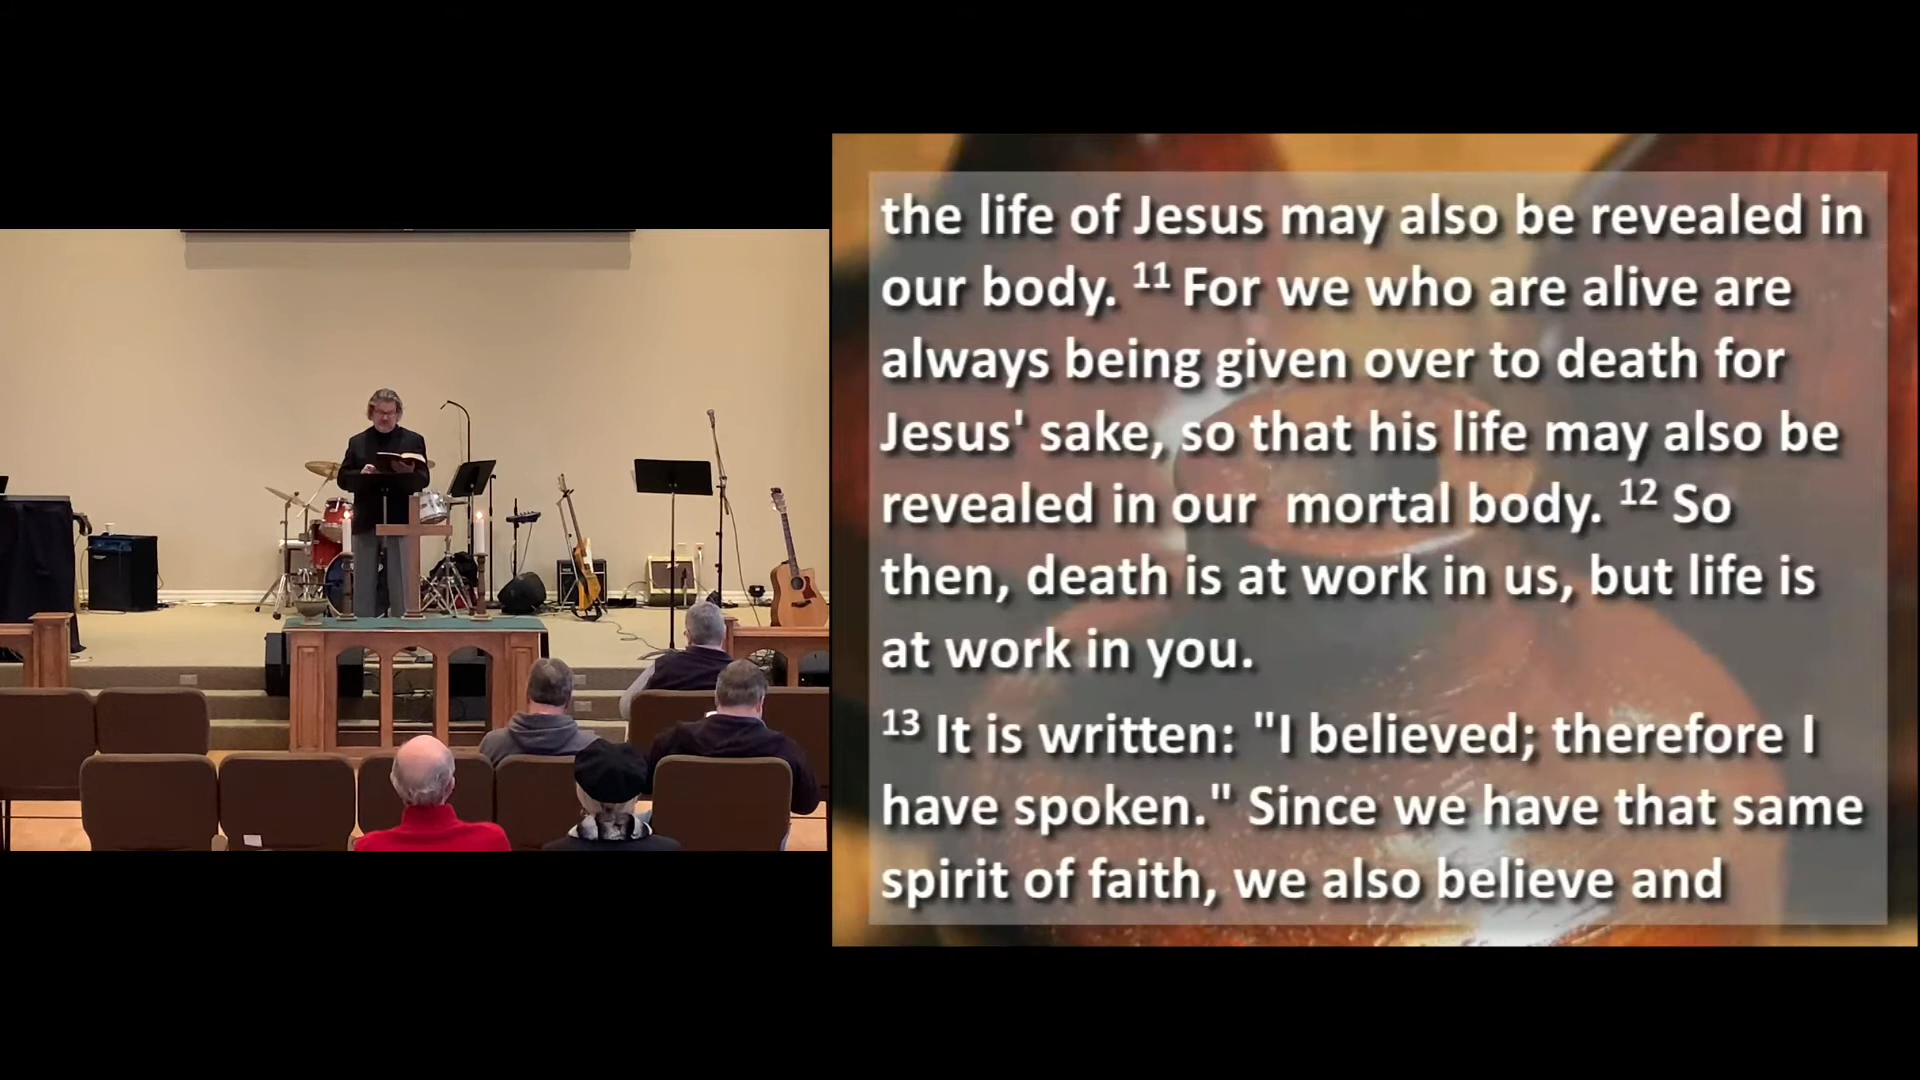 the life of Jesus may also be revealed in
our body. 11 For we who are alive are
always being given over to death for
Jesus' sake, so that his life may also be
revealed in our  mortal body. 12 So
then, death is at work in us, but life is
at work in you.
13 It is written: "I believed; therefore I
have spoken." Since we have that same
spirit of faith, we also believe and